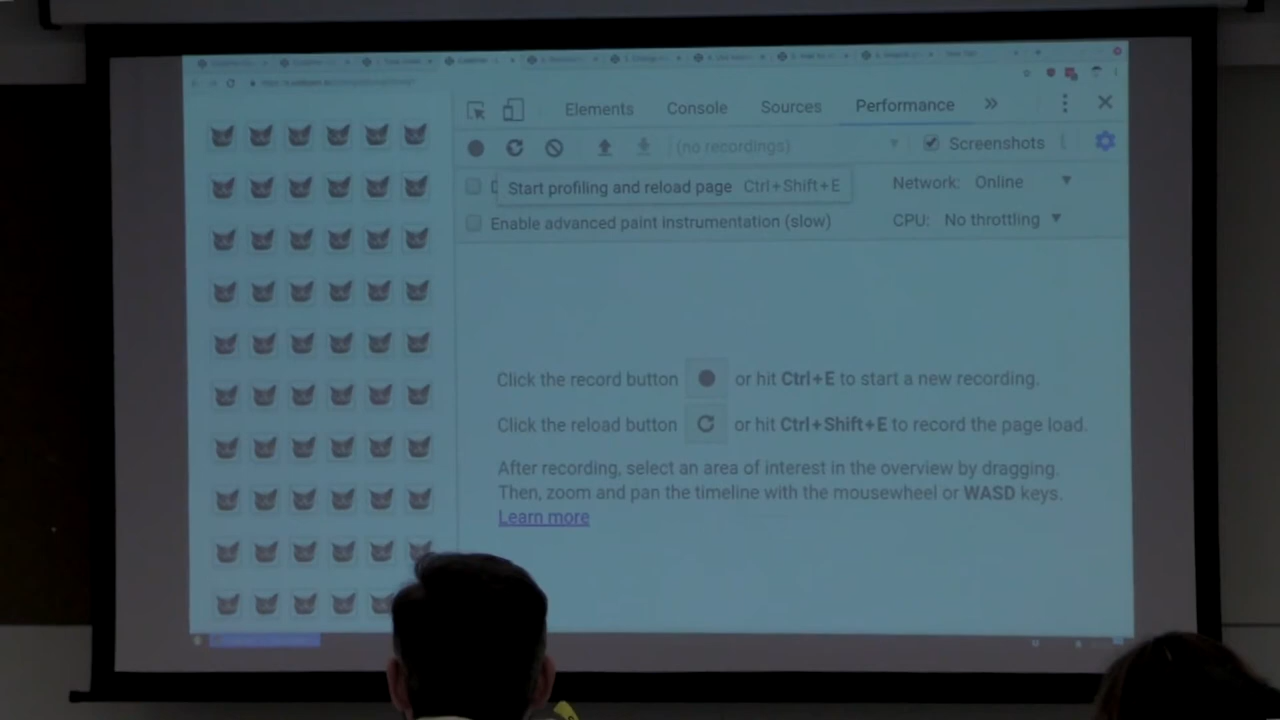 Elements Console Sources Performance »
(no recordings) Screenshots
Start profiling and reload page Ctrl+Shift+E
Network: Online
Enable advanced paint instrumentation (slow)
CPU: No throttling
Click the record button or hit Ctrl+E to start a new recording.
Click the reload button or hit Ctrl+Shift+E to record the page load.
After recording, select an area of interest in the overview by dragging.
Then, zoom and pan the timeline with the mousewheel or WASD keys.
Learn more